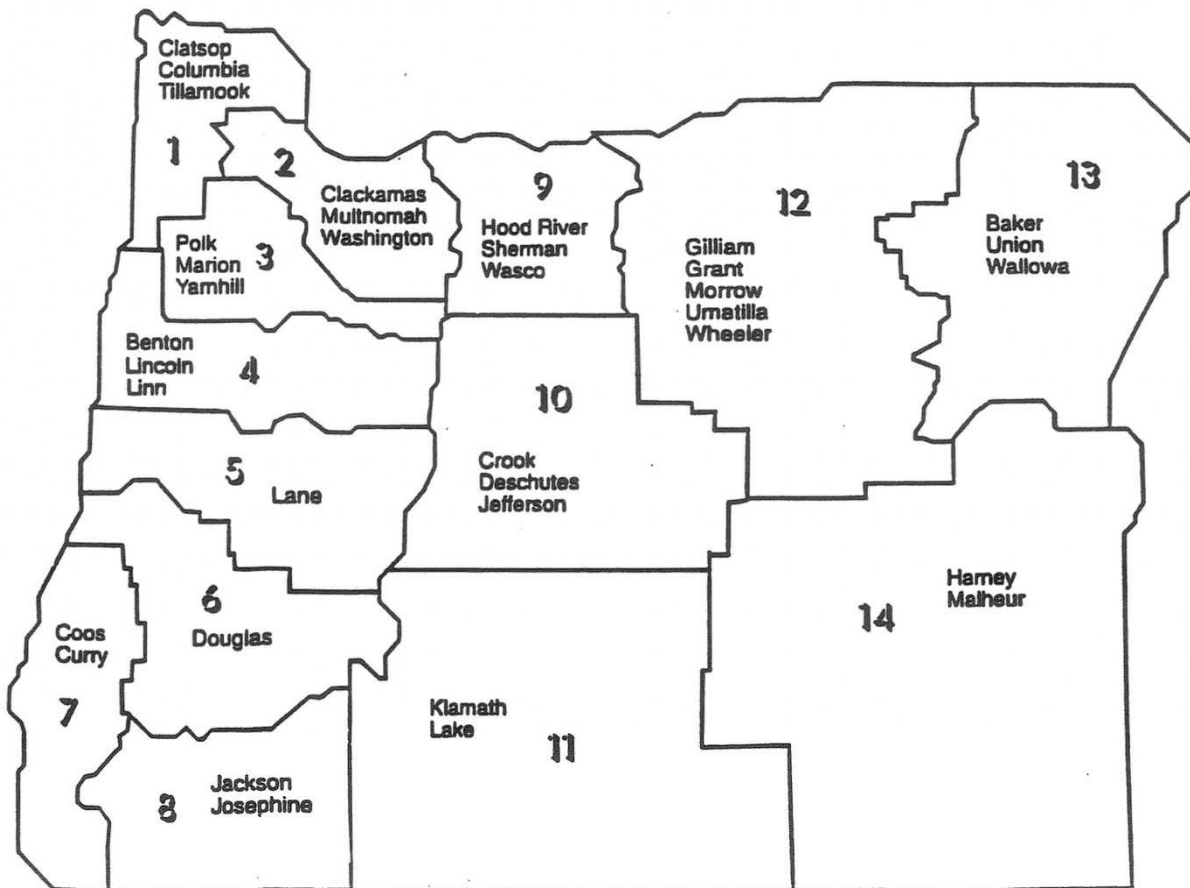 Clatsop
Columbia
Tillamook
1
2
Clackamas
Multnomah
Washington
Polk
Marion
Yamhill
3
Benton
Lincoln
Linn
4
5
Lane
6
Douglas
Coos
Curry
7
8
Jackson
Josephine
9
Hood River
Sherman
Wasco
10
Crook
Deschutes
Jefferson
Klamath
Lake
11
12
Gilliam
Grant
Morrow
Umatilla
Wheeler
13
Baker
Union
Wallowa
Harney
Malheur
14